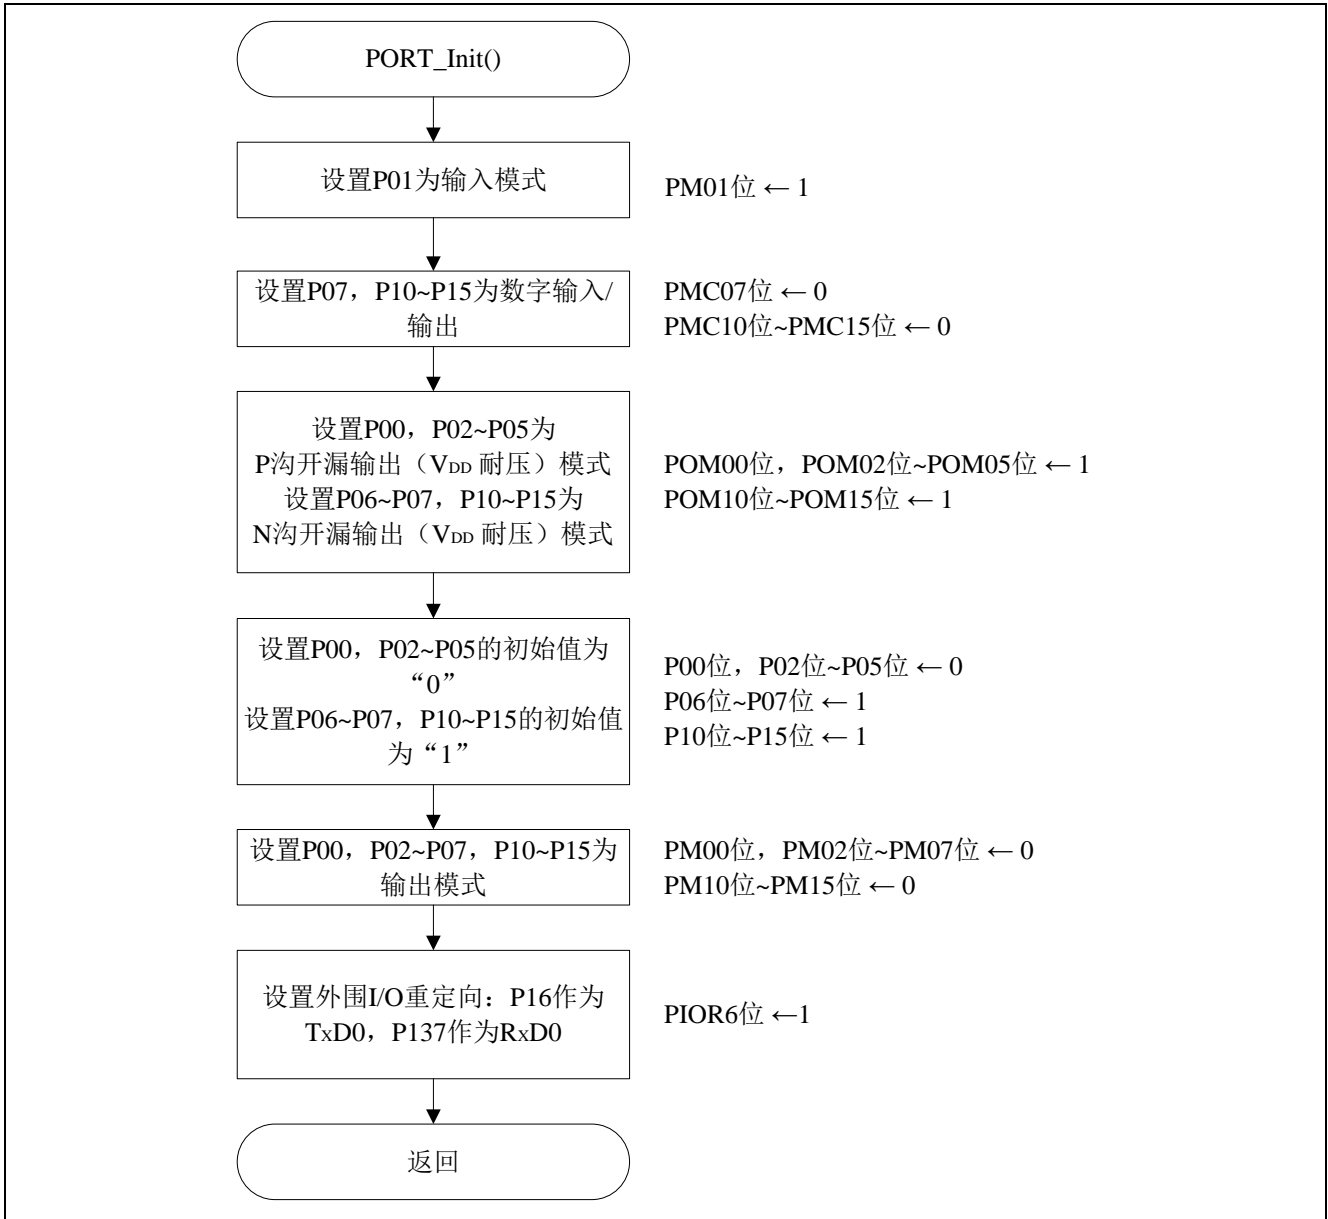 PORT_Init()
设置P01为输入模式
PM01位 ← 1
设置P07，P10~P15为数字输入/
输出
PMC07位 ← 0
PMC10位~PMC15位 ← 0
设置P00，P02~P05为
P沟开漏输出（VDD 耐压）模式
设置P06~P07，P10~P15为
N沟开漏输出（VDD 耐压）模式
POM00位，POM02位~POM05位 ← 1
POM10位~POM15位 ← 1
设置P00，P02~P05的初始值为
“0”
设置P06~P07，P10~P15的初始值
为“1”
P00位，P02位~P05位 ← 0
P06位~P07位 ← 1
P10位~P15位 ← 1
设置P00，P02~P07，P10~P15为
输出模式
PM00位，PM02位~PM07位 ← 0
PM10位~PM15位 ← 0
设置外围I/O重定向：P16作为
TxD0，P137作为RxD0
PIOR6位 ←1
返回